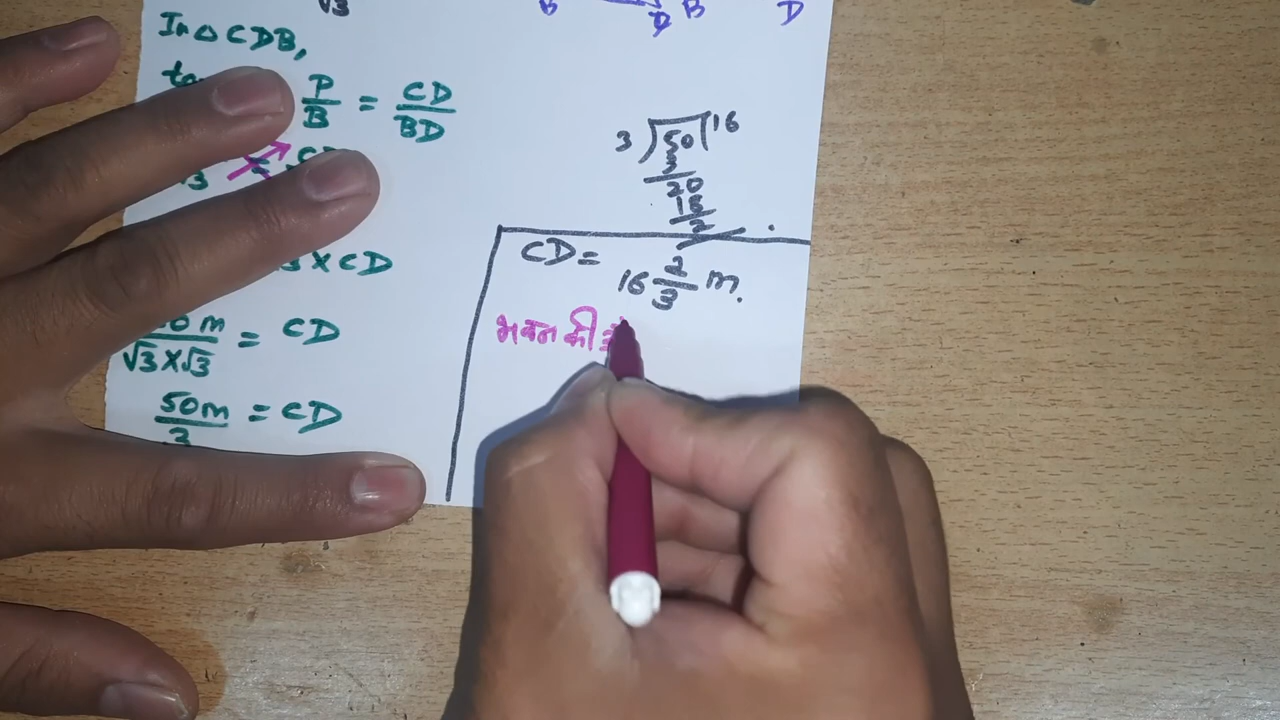 √3
B D B D
In △ CDB,
P/B = CD/BD
3 ) 50 ( 16
3
20
18
2
×CD
CD = 16 2/3 m.
√3×√3 = CD
50m/3 = CD
भवन की